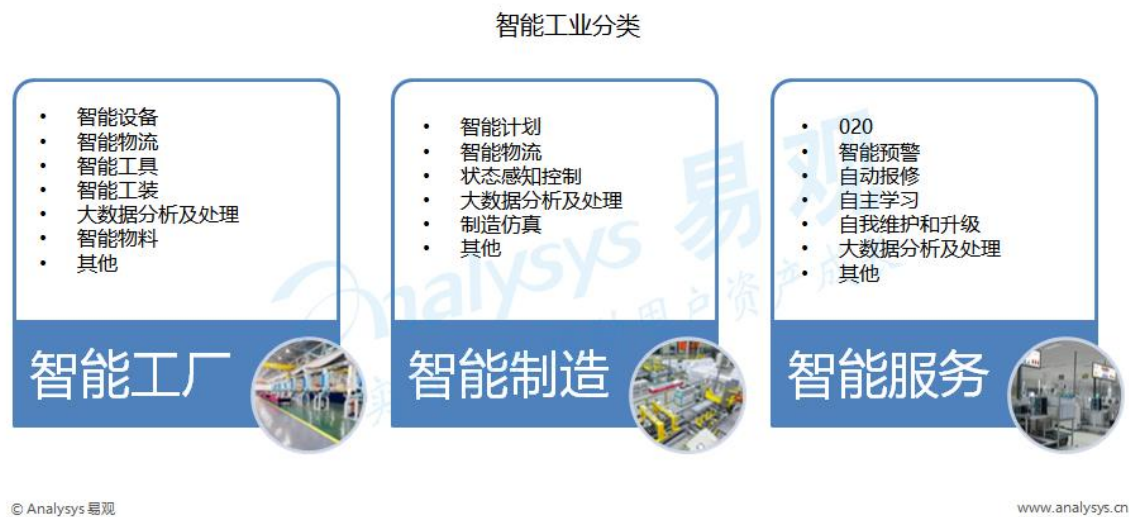 智能工业分类
• 智能设备
• 智能物流
• 智能工具
• 智能工装
• 大数据分析及处理
• 智能物料
• 其他
智能工厂
• 智能计划
• 智能物流
• 状态感知控制
• 大数据分析及处理
• 制造仿真
• 其他
智能制造
• 020
• 智能预警
• 自动报修
• 自主学习
• 自我维护和升级
• 大数据分析及处理
• 其他
智能服务
Analysys 易观
© Analysys 易观
www.analysys.cn